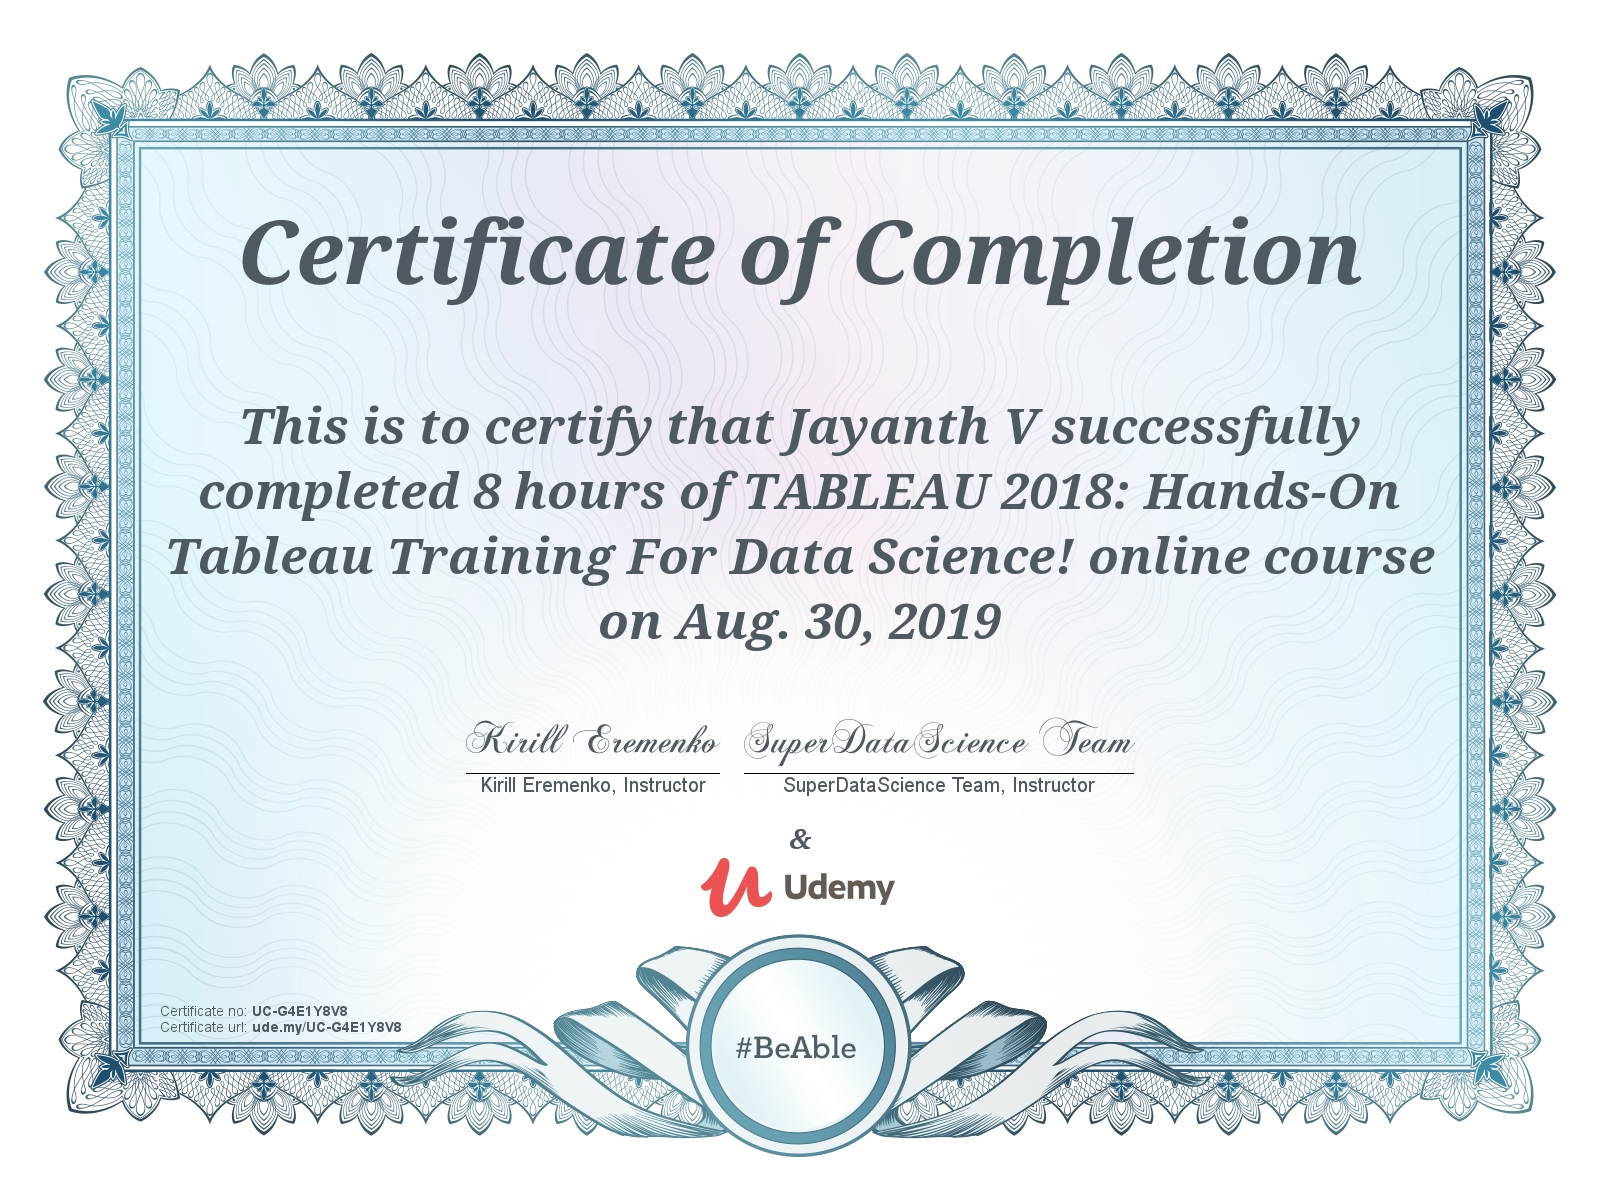 Certificate of Completion
This is to certify that Jayanth V successfully
completed 8 hours of TABLEAU 2018: Hands-On
Tableau Training For Data Science! online course
on Aug. 30, 2019
Kirill Eremenko SuperDataScience Team
Kirill Eremenko, Instructor SuperDataScience Team, Instructor
&
Udemy
Certificate no: UC-G4E1Y8V8
Certificate url: ude.my/UC-G4E1Y8V8
#BeAble